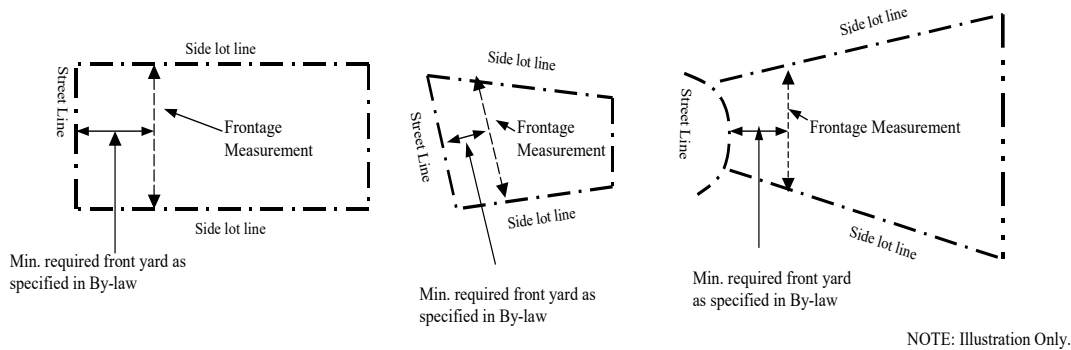 Side lot line
Street Line
Frontage
Measurement
Side lot line
Min. required front yard as
specified in By-law
Side lot line
Street Line
Frontage
Measurement
Side lot line
Min. required front yard as
specified in By-law
Side lot line
Street Line
Frontage Measurement
Side lot line
Min. required front yard
as specified in By-law
NOTE: Illustration Only.